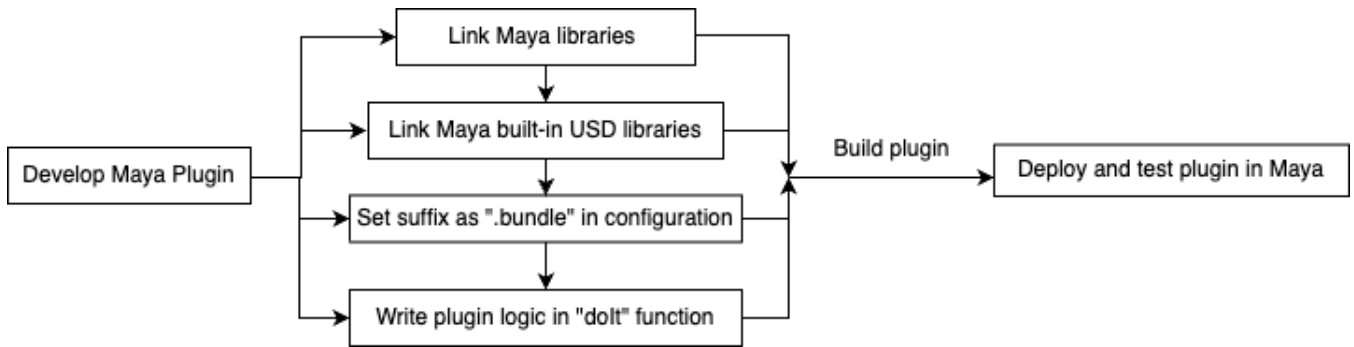 Link Maya libraries
Link Maya built-in USD libraries
Develop Maya Plugin
Build plugin
Deploy and test plugin in Maya
Set suffix as ".bundle" in configuration
Write plugin logic in "doIt" function